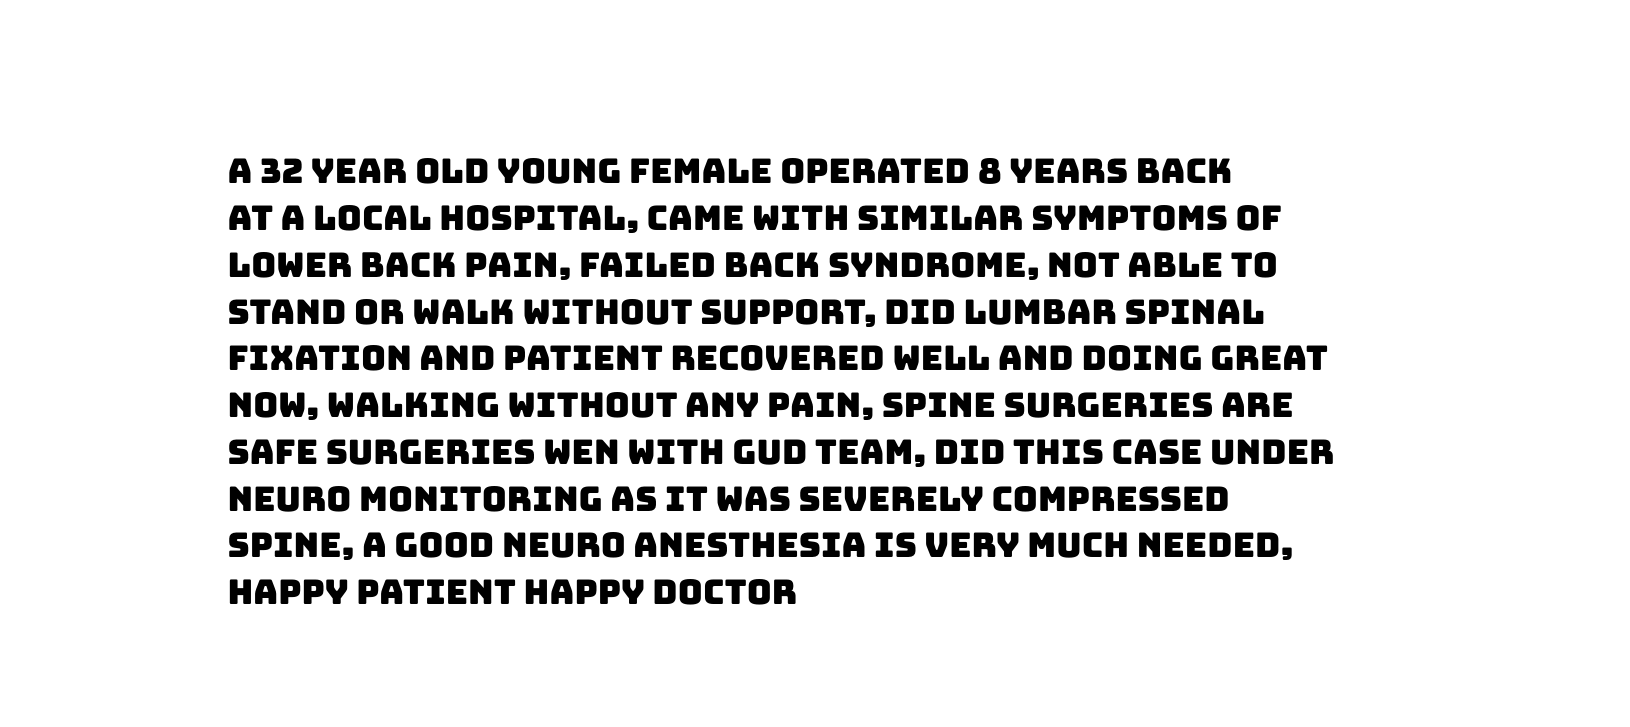 A 32 YEAR OLD YOUNG FEMALE OPERATED 8 YEARS BACK
AT A LOCAL HOSPITAL, CAME WITH SIMILAR SYMPTOMS OF
LOWER BACK PAIN, FAILED BACK SYNDROME, NOT ABLE TO
STAND OR WALK WITHOUT SUPPORT, DID LUMBAR SPINAL
FIXATION AND PATIENT RECOVERED WELL AND DOING GREAT
NOW, WALKING WITHOUT ANY PAIN, SPINE SURGERIES ARE
SAFE SURGERIES WEN WITH GUD TEAM, DID THIS CASE UNDER
NEURO MONITORING AS IT WAS SEVERELY COMPRESSED
SPINE, A GOOD NEURO ANESTHESIA IS VERY MUCH NEEDED,
HAPPY PATIENT HAPPY DOCTOR